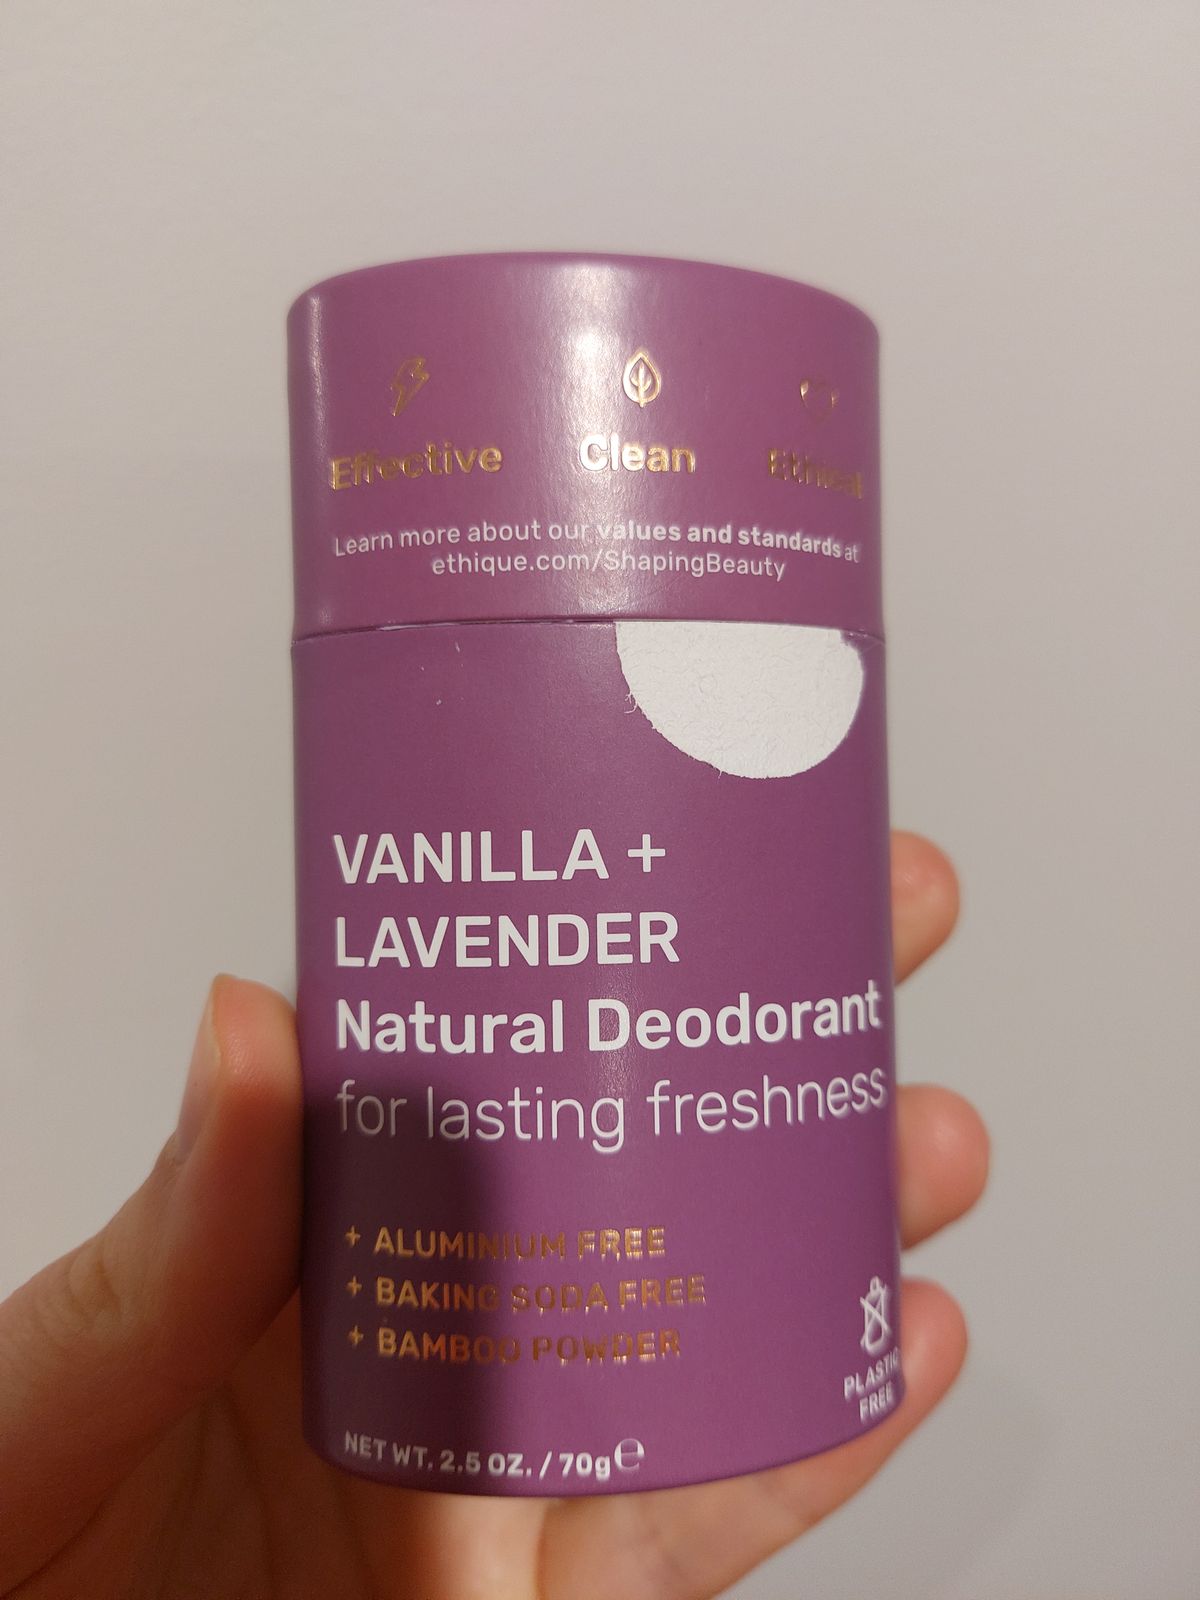 Effective Clean Ethical
Learn more about our values and standards at
ethique.com/ShapingBeauty
VANILLA +
LAVENDER
Natural Deodorant
for lasting freshness
+ ALUMINIUM FREE
+ BAKING SODA FREE
+ BAMBOO POWDER
PLASTIC
FREE
NET WT. 2.5 OZ. / 70g ℮